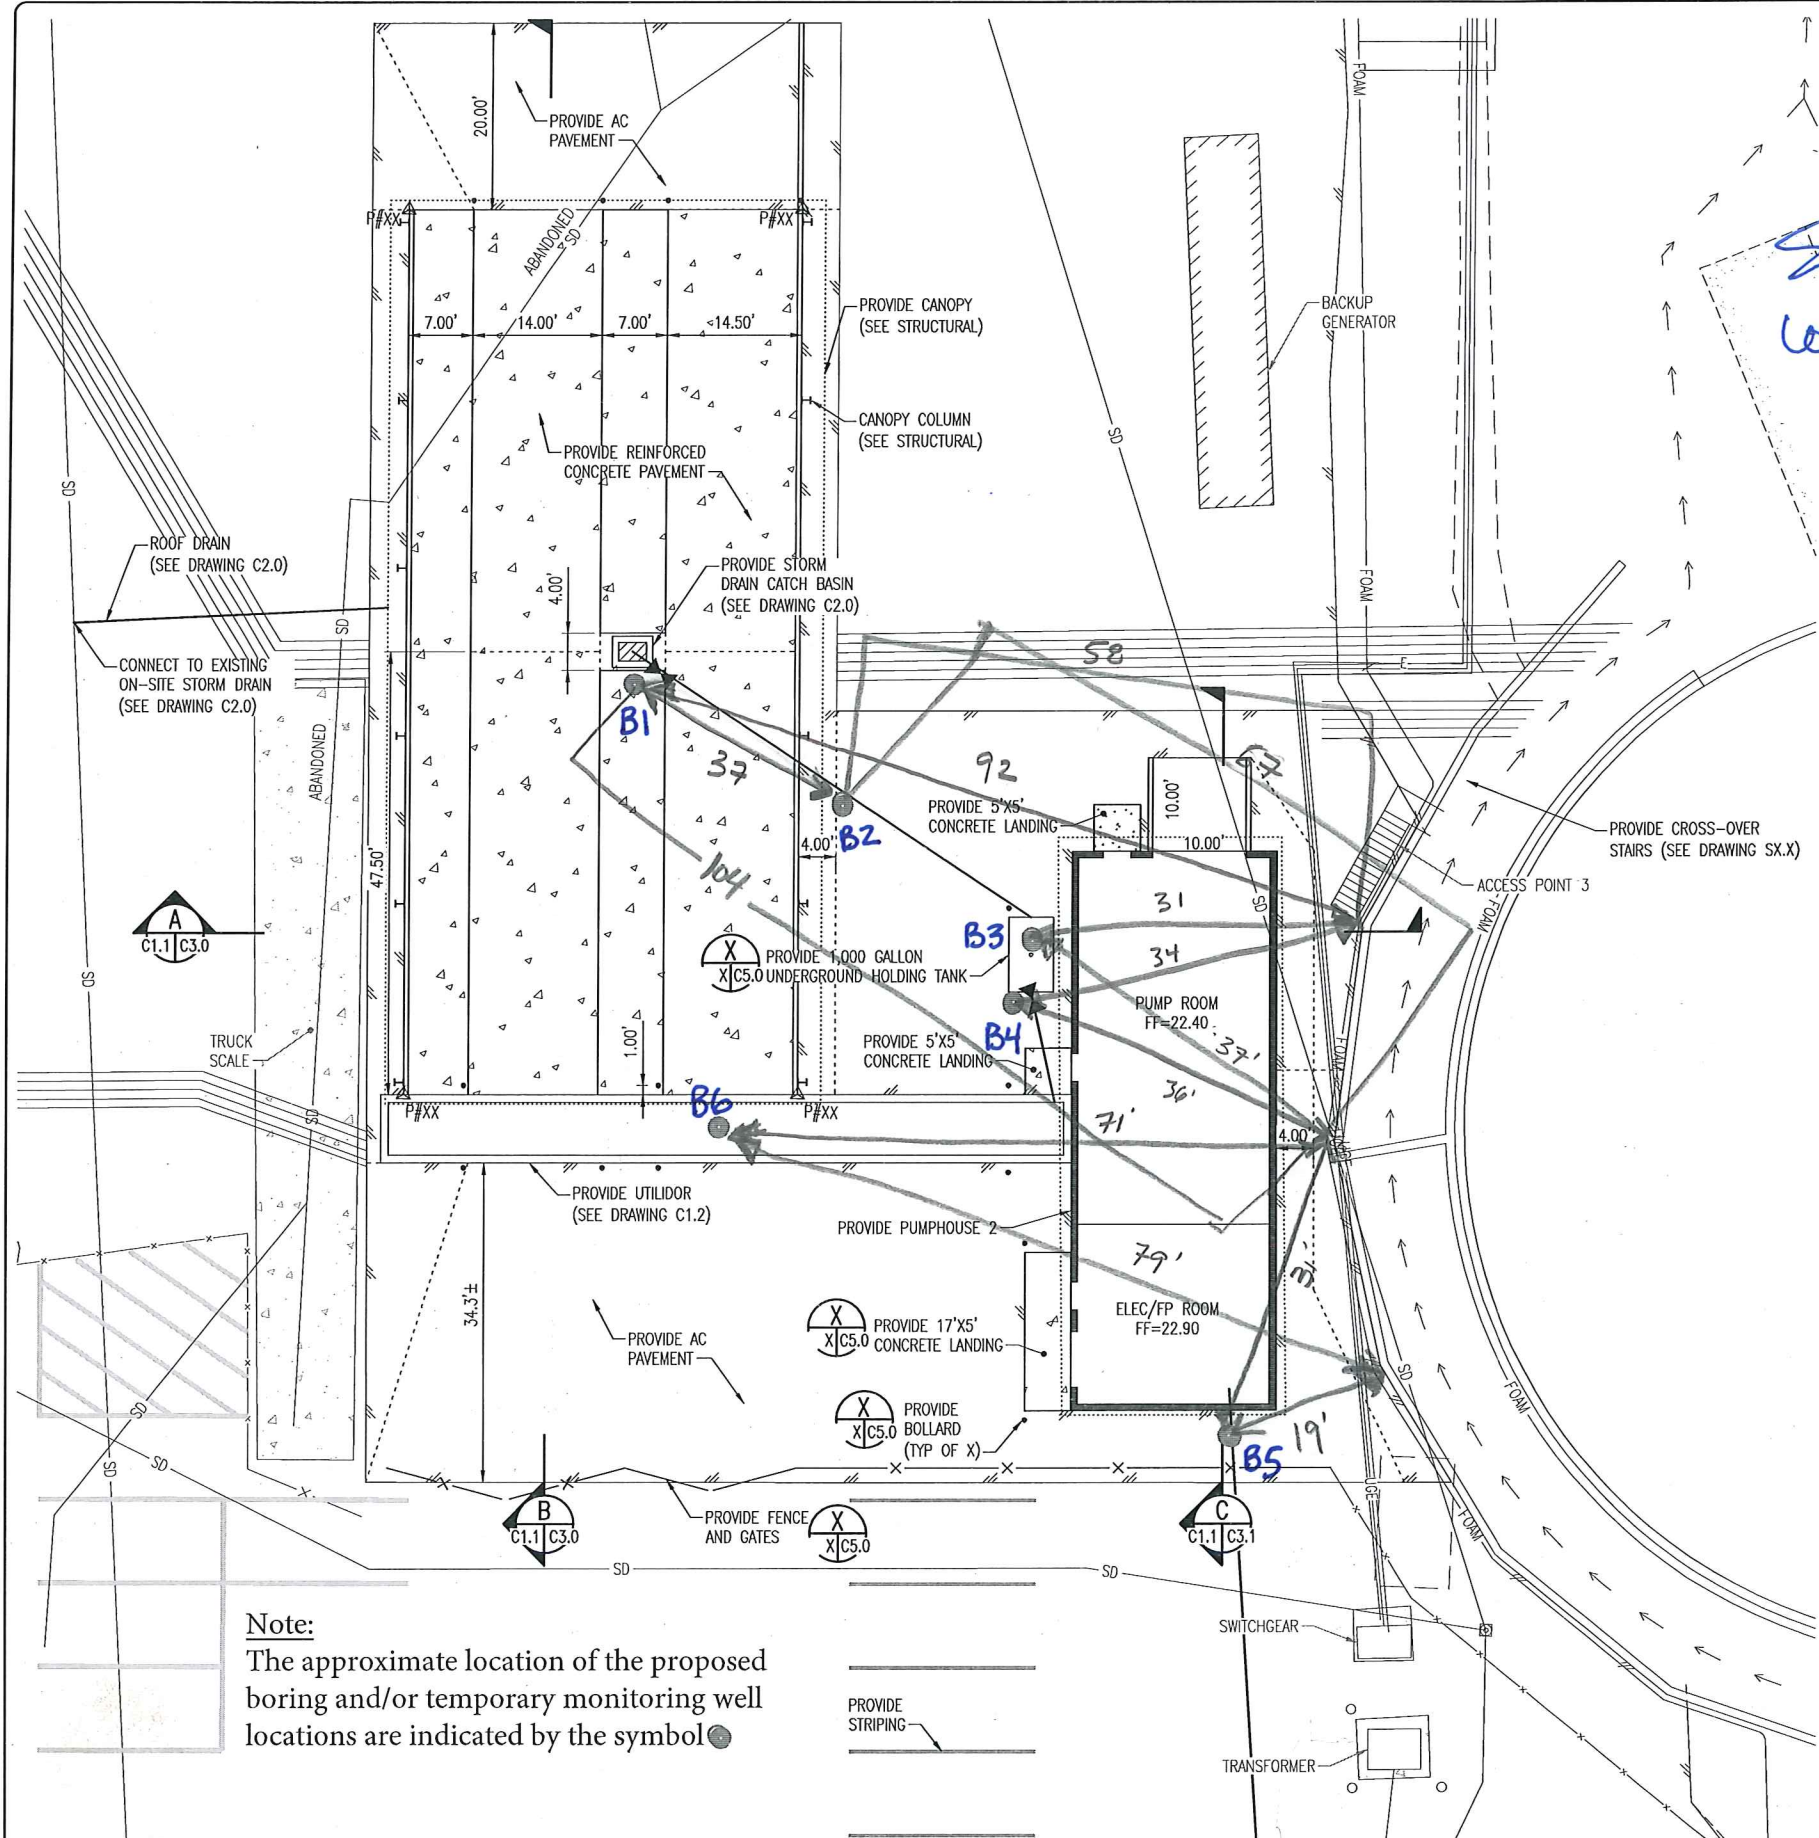 20.00'
PROVIDE AC
PAVEMENT
FOAM
P#XX
P#XX
ABANDONED
SD
BACKUP
GENERATOR
PROVIDE CANOPY
(SEE STRUCTURAL)
7.00'
14.00'
7.00'
14.50'
CANOPY COLUMN
(SEE STRUCTURAL)
SD
PROVIDE REINFORCED
CONCRETE PAVEMENT
SD
ROOF DRAIN
(SEE DRAWING C2.0)
4.00'
PROVIDE STORM
DRAIN CATCH BASIN
(SEE DRAWING C2.0)
FOAM
SD
58
E
CONNECT TO EXISTING
ON-SITE STORM DRAIN
(SEE DRAWING C2.0)
B1
ABANDONED
37
92
67
PROVIDE 5'X5'
CONCRETE LANDING
10.00'
10.00'
B2
4.00'
PROVIDE CROSS-OVER
STAIRS (SEE DRAWING SX.X)
47.50'
104
ACCESS POINT 3
31
SD
FOAM
A
C1.1 C3.0
B3
X
X C5.0
PROVIDE 1,000 GALLON
UNDERGROUND HOLDING TANK
34
SD
PUMP ROOM
FF=22.40
B4
TRUCK
SCALE
1.00'
PROVIDE 5'X5'
CONCRETE LANDING
37'
FOAM
36'
P#XX
B6
P#XX
SD
71'
4.00'
PROVIDE UTILIDOR
(SEE DRAWING C1.2)
PROVIDE PUMPHOUSE 2
79'
34.3'±
ELEC/FP ROOM
FF=22.90
X
X C5.0
PROVIDE 17'X5'
CONCRETE LANDING
PROVIDE AC
PAVEMENT
SD
FOAM
SD
X
X C5.0
PROVIDE
BOLLARD
(TYP OF X)
19'
B5
SD
SD
UGE
B
C1.1 C3.0
PROVIDE FENCE
AND GATES
X
X C5.0
C
C1.1 C3.1
FOAM
SD
SD
Note:
The approximate location of the proposed
boring and/or temporary monitoring well
locations are indicated by the symbol
SWITCHGEAR
PROVIDE
STRIPING
TRANSFORMER